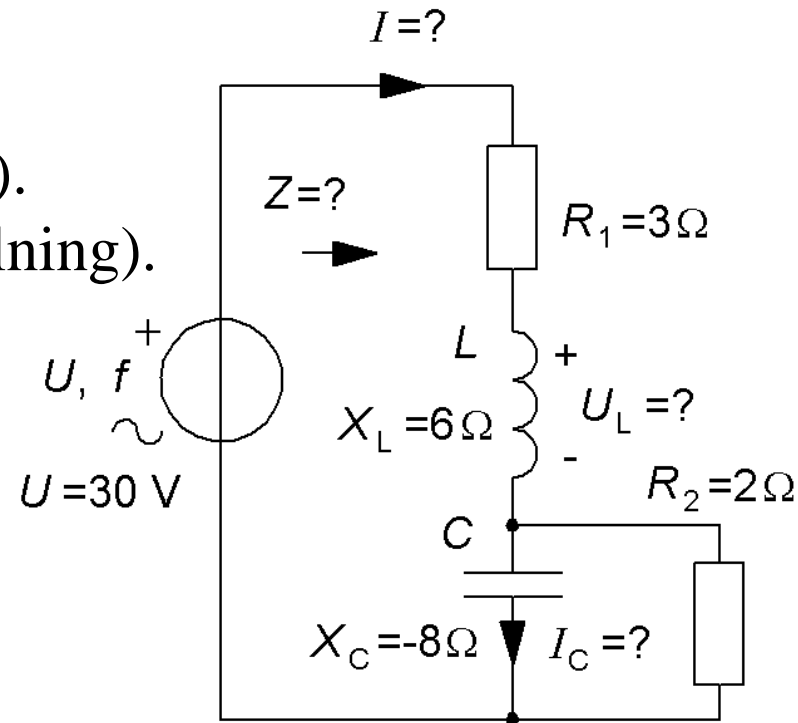 I =?
).
Z=?
lning).
R₁ =3Ω
+
U, f
U =30 V
L
+
X_L =6Ω
U_L =?
-
R₂ =2Ω
C
X_C =-8Ω
I_C =?